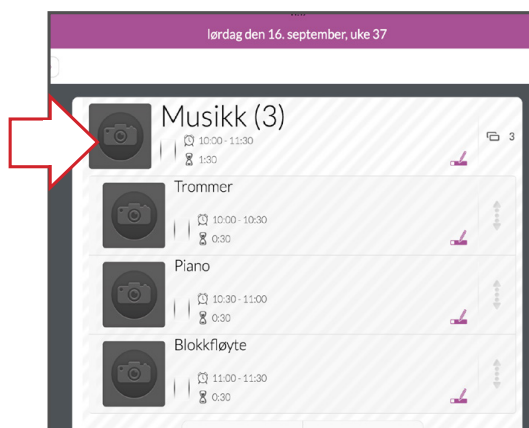 lørdag den 16. september, uke 37
Musikk (3)
10:00 - 11:30
1:30
3
Trommer
10:00 - 10:30
0:30
Piano
10:30 - 11:00
0:30
Blokkfløyte
11:00 - 11:30
0:30